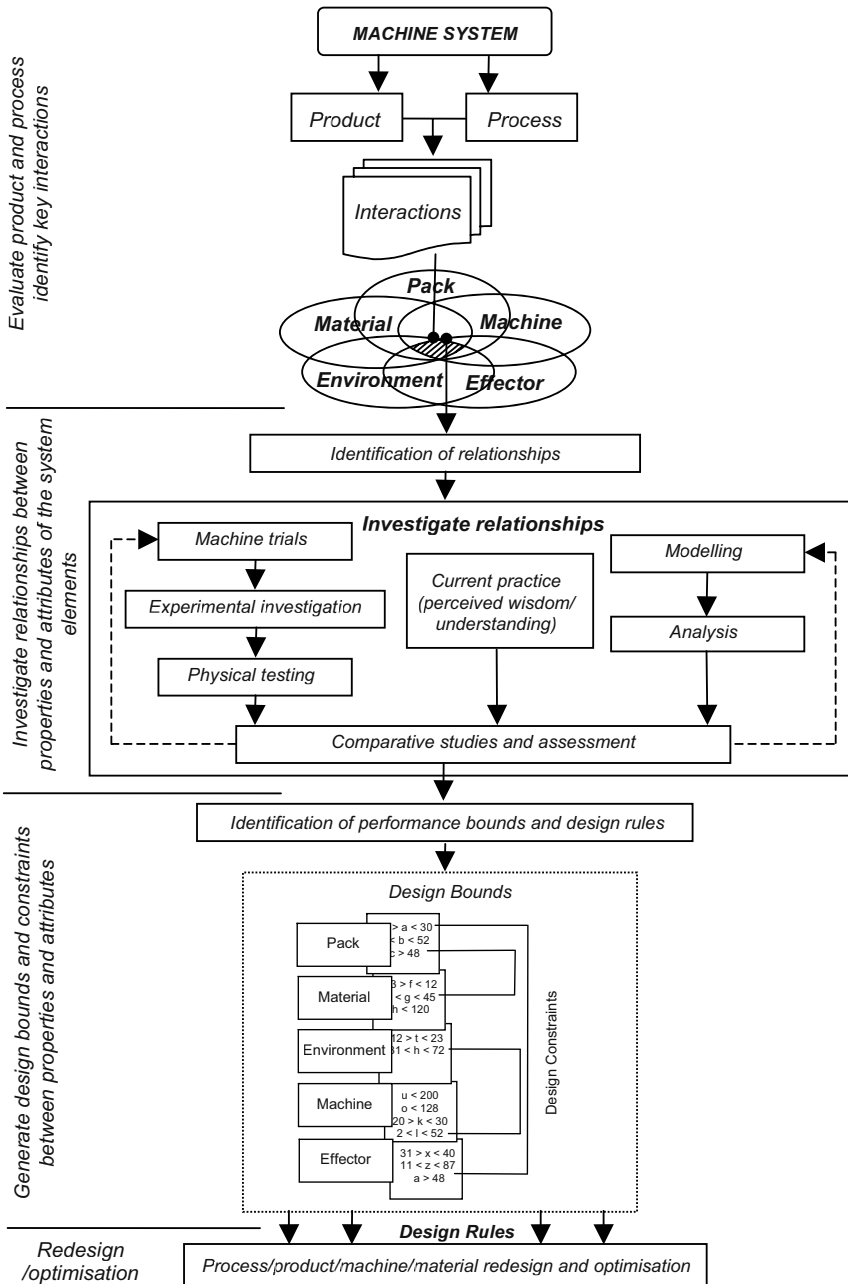 MACHINE SYSTEM
Product
Process
Interactions
Pack
Material
Machine
Environment
Effector
Evaluate product and process
identify key interactions
Identification of relationships
Investigate relationships
Machine trials
Experimental investigation
Physical testing
Current practice
(perceived wisdom/
understanding)
Modelling
Analysis
Comparative studies and assessment
Investigate relationships between
properties and attributes of the system
elements
Identification of performance bounds and design rules
Design Bounds
Pack
> a < 30
< b < 52
c > 48
Material
3 > f < 12
< g < 45
h < 120
Environment
12 > t < 23
31 < h < 72
Machine
u < 200
o < 128
20 > k < 30
2 < l < 52
Effector
31 > x < 40
11 < z < 87
a > 48
Design Constraints
Generate design bounds and constraints
between properties and attributes
Design Rules
Redesign
/optimisation
Process/product/machine/material redesign and optimisation